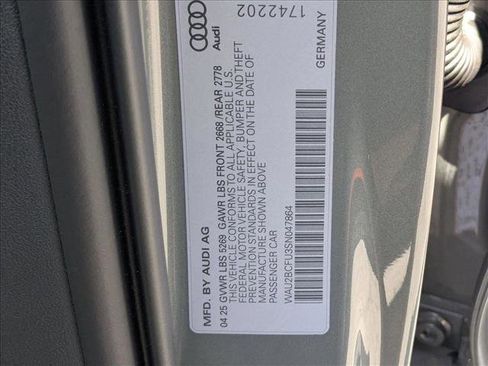 MFD. BY AUDI AG
04 25 GVWR LBS 5269 GAWR LBS FRONT 2668 /REAR 2778
THIS VEHICLE CONFORMS TO ALL APPLICABLE U.S.
FEDERAL MOTOR VEHICLE SAFETY, BUMPER AND THEFT
PREVENTION STANDARDS IN EFFECT ON THE DATE OF
MANUFACTURE SHOWN ABOVE
PASSENGER CAR
WAU2BCFU3SN047864
GERMANY
Audi
1742202